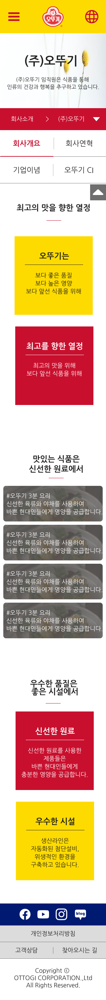 오뚜기
(주)오뚜기
(주)오뚜기 임직원은 식품을 통해
인류의 건강과 행복을 추구하고 있습니다.
회사소개 > (주)오뚜기
회사개요 회사연혁
기업이념 오뚜기 CI
최고의 맛을 향한 열정
오뚜기는
보다 좋은 품질
보다 높은 영양
보다 앞선 식품을 위해
최고를 향한 열정
최고의 맛을 위해
보다 앞선 식품을 위해
맛있는 식품은
신선한 원료에서
#오뚜기 3분 요리
신선한 육류와 야채를 사용하여
바쁜 현대인들에게 영양을 공급합니다.
#오뚜기 3분 요리
신선한 육류와 야채를 사용하여
바쁜 현대인들에게 영양을 공급합니다.
#오뚜기 3분 요리
신선한 육류와 야채를 사용하여
바쁜 현대인들에게 영양을 공급합니다.
#오뚜기 3분 요리
신선한 육류와 야채를 사용하여
바쁜 현대인들에게 영양을 공급합니다.
우수한 품질은
좋은 시설에서
신선한 원료
신선한 원료를 사용한
제품들은
바쁜 현대인들에게
충분한 영양을 공급합니다.
우수한 시설
생산라인은
자동화된 첨단설비,
위생적인 환경을
구축하고 있습니다.
blog
개인정보처리방침
고객상담 찾아오시는 길
Copyright ⓒ
OTTOGI CORPORATION.,Ltd
All Rights Reserved.